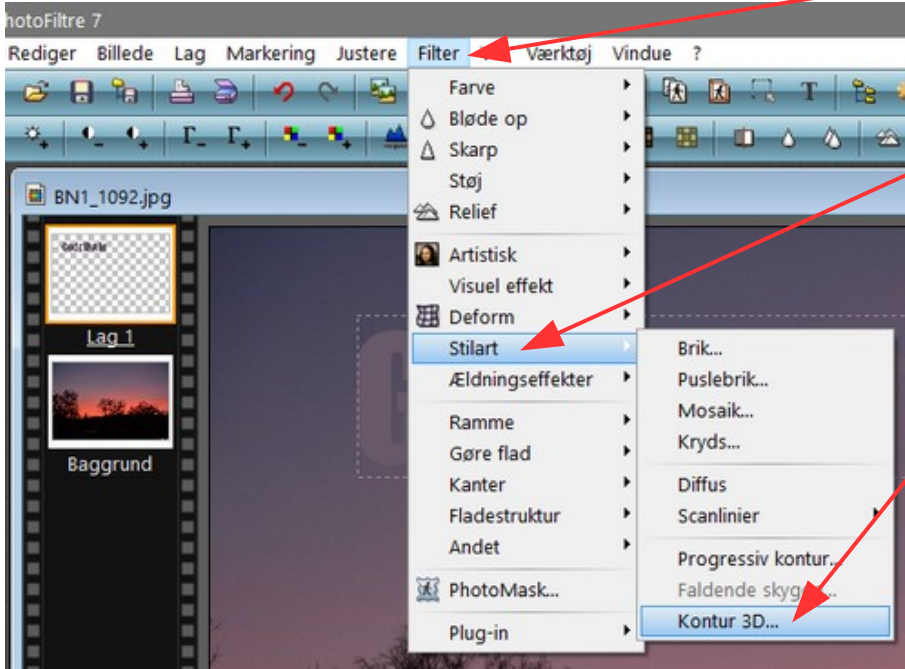 hotoFiltre 7
Rediger Billede Lag Markering Justere Filter Værktøj Vindue ?
T
BN1_1092.jpg
Lag 1
Baggrund
Farve
Bløde op
Skarp
Støj
Relief
Artistisk
Visuel effekt
Deform
Stilart
Ældningseffekter
Ramme
Gøre flad
Kanter
Fladestruktur
Andet
PhotoMask...
Plug-in
Brik...
Puslebrik...
Mosaik...
Kryds...
Diffus
Scanlinier
Progressiv kontur...
Faldende
Kontur 3D...